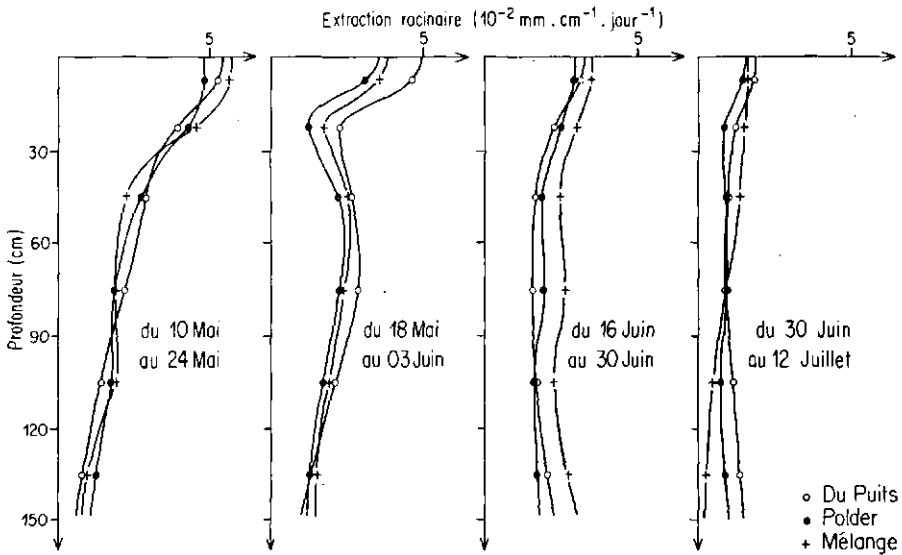 Extraction racinaire (10⁻² mm . cm⁻¹ . jour⁻¹)
5
5
5
5
30
60
90
120
150
Profondeur (cm)
du 10 Mai
au 24 Mai
du 18 Mai
au 03 Juin
du 16 Juin
au 30 Juin
du 30 Juin
au 12 Juillet
Du Puits
Polder
Mélange